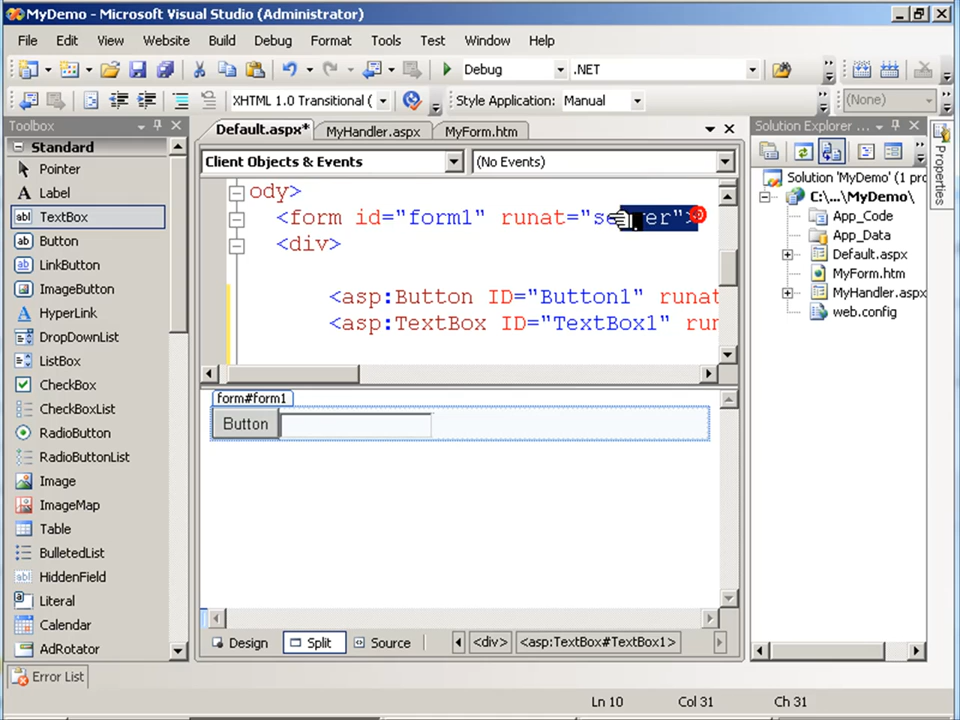 MyDemo - Microsoft Visual Studio (Administrator)
File Edit View Website Build Debug Format Tools Test Window Help
Debug .NET
XHTML 1.0 Transitional ( Style Application: Manual (None)
Toolbox
Standard
Pointer
Label
TextBox
Button
LinkButton
ImageButton
HyperLink
DropDownList
ListBox
CheckBox
CheckBoxList
RadioButton
RadioButtonList
Image
ImageMap
Table
BulletedList
HiddenField
Literal
Calendar
AdRotator
Error List
Default.aspx* MyHandler.aspx MyForm.htm
Client Objects & Events (No Events)
ody>
<form id="form1" runat="server">
<div>
<asp:Button ID="Button1" runat
<asp:TextBox ID="TextBox1" run
form#form1
Button
Design Split Source <div> <asp:TextBox#TextBox1>
Solution Explorer ...
Solution 'MyDemo' (1 pro
C:\...\MyDemo\
App_Code
App_Data
Default.aspx
MyForm.htm
MyHandler.aspx
web.config
Properties
Ln 10 Col 31 Ch 31